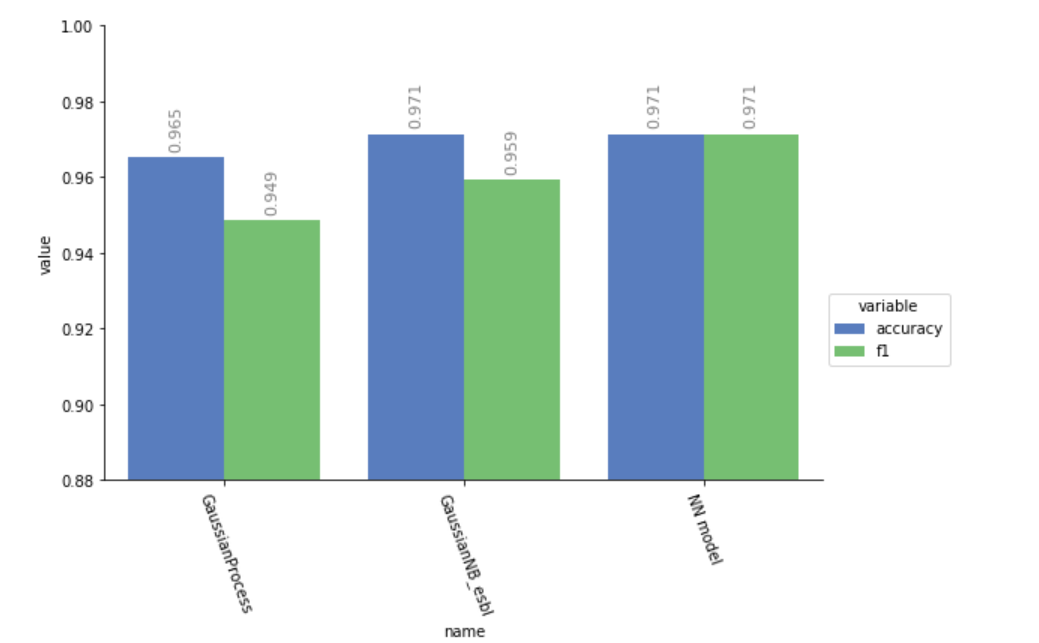 1.00
0.98
0.96
0.94
0.92
0.90
0.88
value
0.965
0.949
0.971
0.959
0.971
0.971
GaussianProcess
GaussianNB_esbl
NN model
name
variable
accuracy
f1